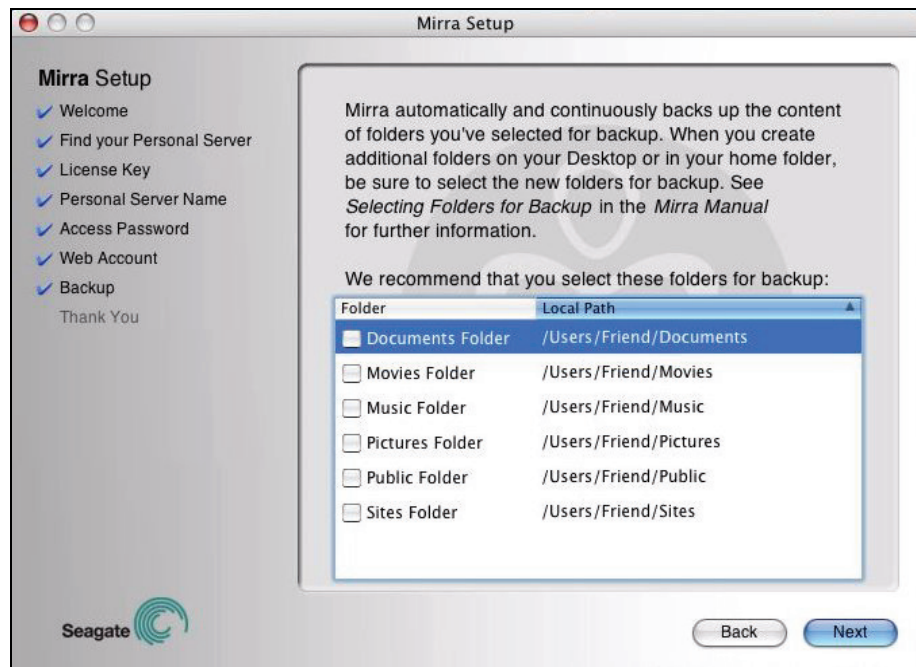 Mirra Setup
Mirra Setup
Welcome
Find your Personal Server
License Key
Personal Server Name
Access Password
Web Account
Backup
Thank You
Mirra automatically and continuously backs up the content
of folders you've selected for backup. When you create
additional folders on your Desktop or in your home folder,
be sure to select the new folders for backup. See
Selecting Folders for Backup in the Mirra Manual
for further information.
We recommend that you select these folders for backup:
Folder Local Path
Documents Folder /Users/Friend/Documents
Movies Folder /Users/Friend/Movies
Music Folder /Users/Friend/Music
Pictures Folder /Users/Friend/Pictures
Public Folder /Users/Friend/Public
Sites Folder /Users/Friend/Sites
Seagate
Back Next